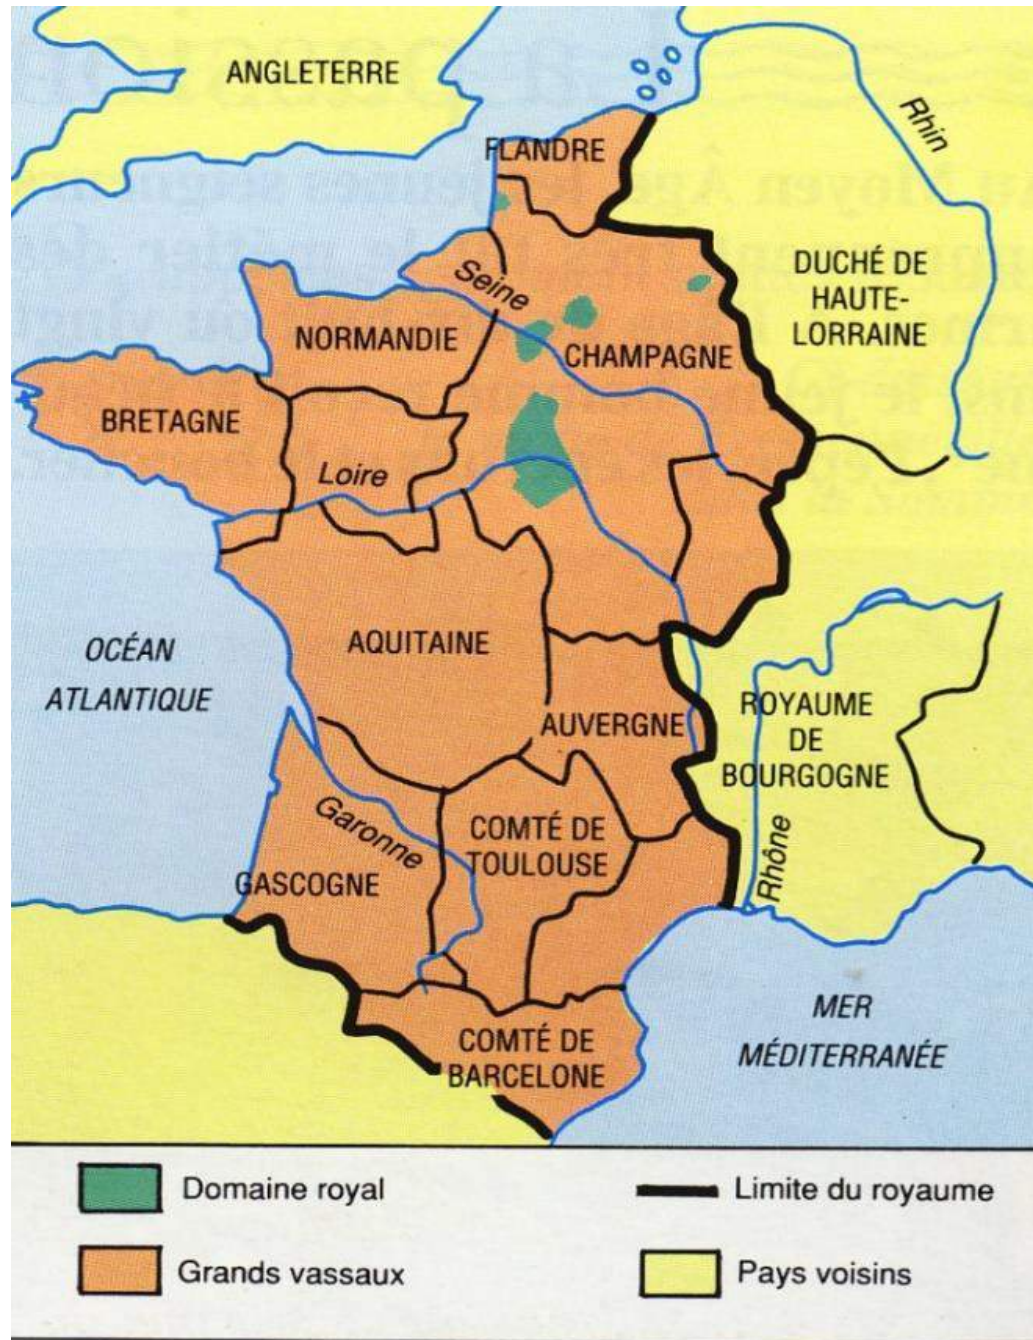 ANGLETERRE
FLANDRE
Rhin
Seine
DUCHÉ DE
HAUTE-
LORRAINE
NORMANDIE
CHAMPAGNE
BRETAGNE
Loire
OCÉAN
ATLANTIQUE
AQUITAINE
AUVERGNE
ROYAUME
DE
BOURGOGNE
Garonne
COMTÉ DE
TOULOUSE
Rhône
GASCOGNE
MER
MÉDITERRANÉE
COMTÉ DE
BARCELONE
Domaine royal
Limite du royaume
Grands vassaux
Pays voisins